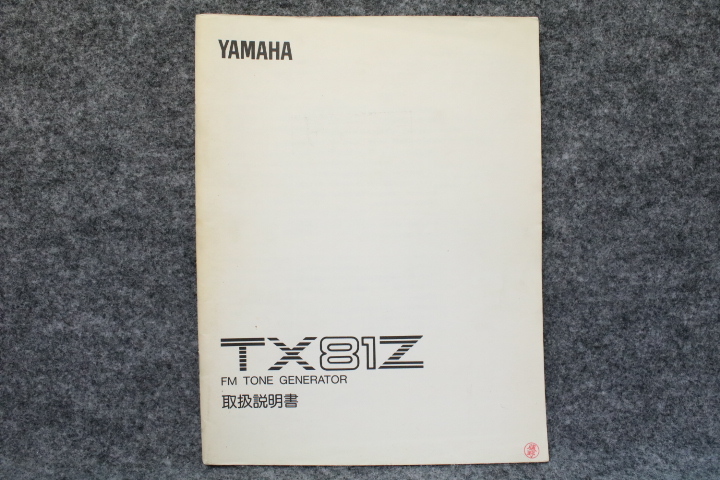 YAMAHA
TX81Z
FM TONE GENERATOR
取扱説明書